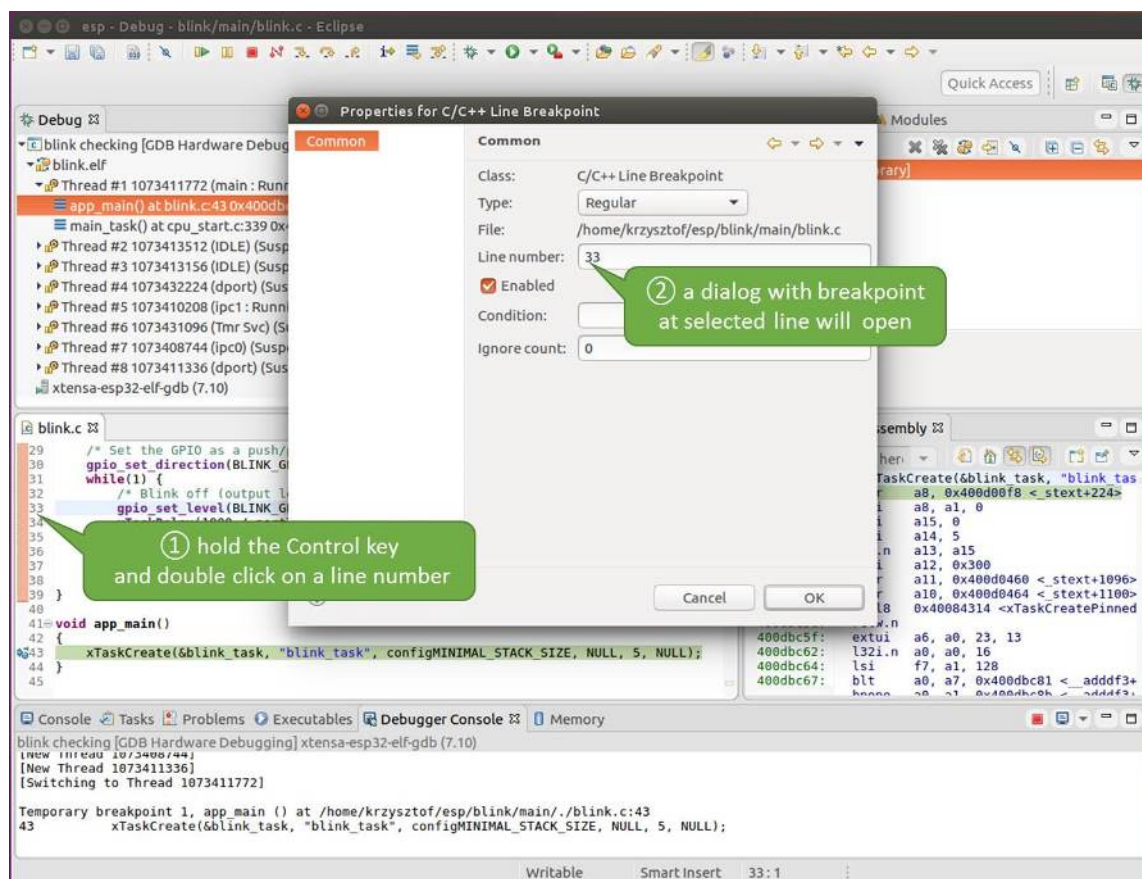 esp - Debug - blink/main/blink.c - Eclipse
Quick Access
Debug
blink checking [GDB Hardware Debug
blink.elf
Thread #1 1073411772 (main : Runn
app_main() at blink.c:43 0x400db
main_task() at cpu_start.c:339 0x4
Thread #2 1073413512 (IDLE) (Susp
Thread #3 1073413156 (IDLE) (Susp
Thread #4 1073432224 (dport) (Sus
Thread #5 1073410208 (ipc1 : Runni
Thread #6 1073431096 (Tmr Svc) (S
Thread #7 1073408744 (ipc0) (Susp
Thread #8 1073411336 (dport) (Sus
xtensa-esp32-elf-gdb (7.10)
Properties for C/C++ Line Breakpoint
Common
Common
Class: C/C++ Line Breakpoint
Type: Regular
File: /home/krzysztof/esp/blink/main/blink.c
Line number: 33
Enabled
Condition:
Ignore count: 0
② a dialog with breakpoint
at selected line will open
Cancel OK
Modules
rary]
blink.c
29 /* Set the GPIO as a push/
30 gpio_set_direction(BLINK_G
31 while(1) {
32 /* Blink off (output l
33 gpio_set_level(BLINK_G
34
35
36
37
38
39 }
40
41 void app_main()
42 {
43 xTaskCreate(&blink_task, "blink_task", configMINIMAL_STACK_SIZE, NULL, 5, NULL);
44 }
45
① hold the Control key
and double click on a line number
sembly
her
TaskCreate(&blink_task, "blink_tas
r a8, 0x400d00f8 <_stext+224>
i a8, a1, 0
i a15, 0
i a14, 5
.n a13, a15
i a12, 0x300
r a11, 0x400d0460 <_stext+1096>
r a10, 0x400d0464 <_stext+1100>
l8 0x40084314 <xTaskCreatePinned
400dbc5f: extui a6, a0, 23, 13
400dbc62: l32i.n a0, a0, 16
400dbc64: lsi f7, a1, 128
400dbc67: blt a0, a7, 0x400dbc81 <__adddf3+
Console Tasks Problems Executables Debugger Console Memory
blink checking [GDB Hardware Debugging] xtensa-esp32-elf-gdb (7.10)
[New Thread 1073408744]
[New Thread 1073411336]
[Switching to Thread 1073411772]
Temporary breakpoint 1, app_main () at /home/krzysztof/esp/blink/main/./blink.c:43
43 xTaskCreate(&blink_task, "blink_task", configMINIMAL_STACK_SIZE, NULL, 5, NULL);
Writable Smart Insert 33 : 1